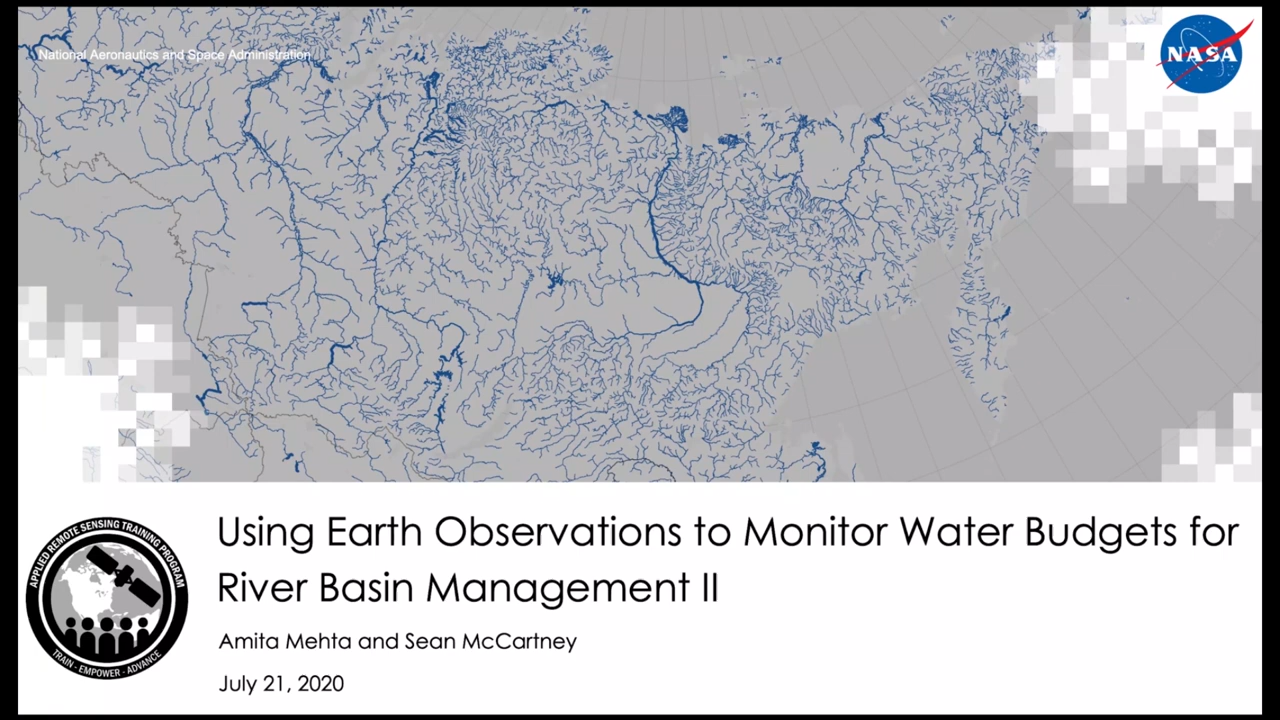 National Aeronautics and Space Administration
NASA
Using Earth Observations to Monitor Water Budgets for
River Basin Management II
Amita Mehta and Sean McCartney
July 21, 2020
APPLIED REMOTE SENSING TRAINING PROGRAM
TRAIN - EMPOWER - ADVANCE